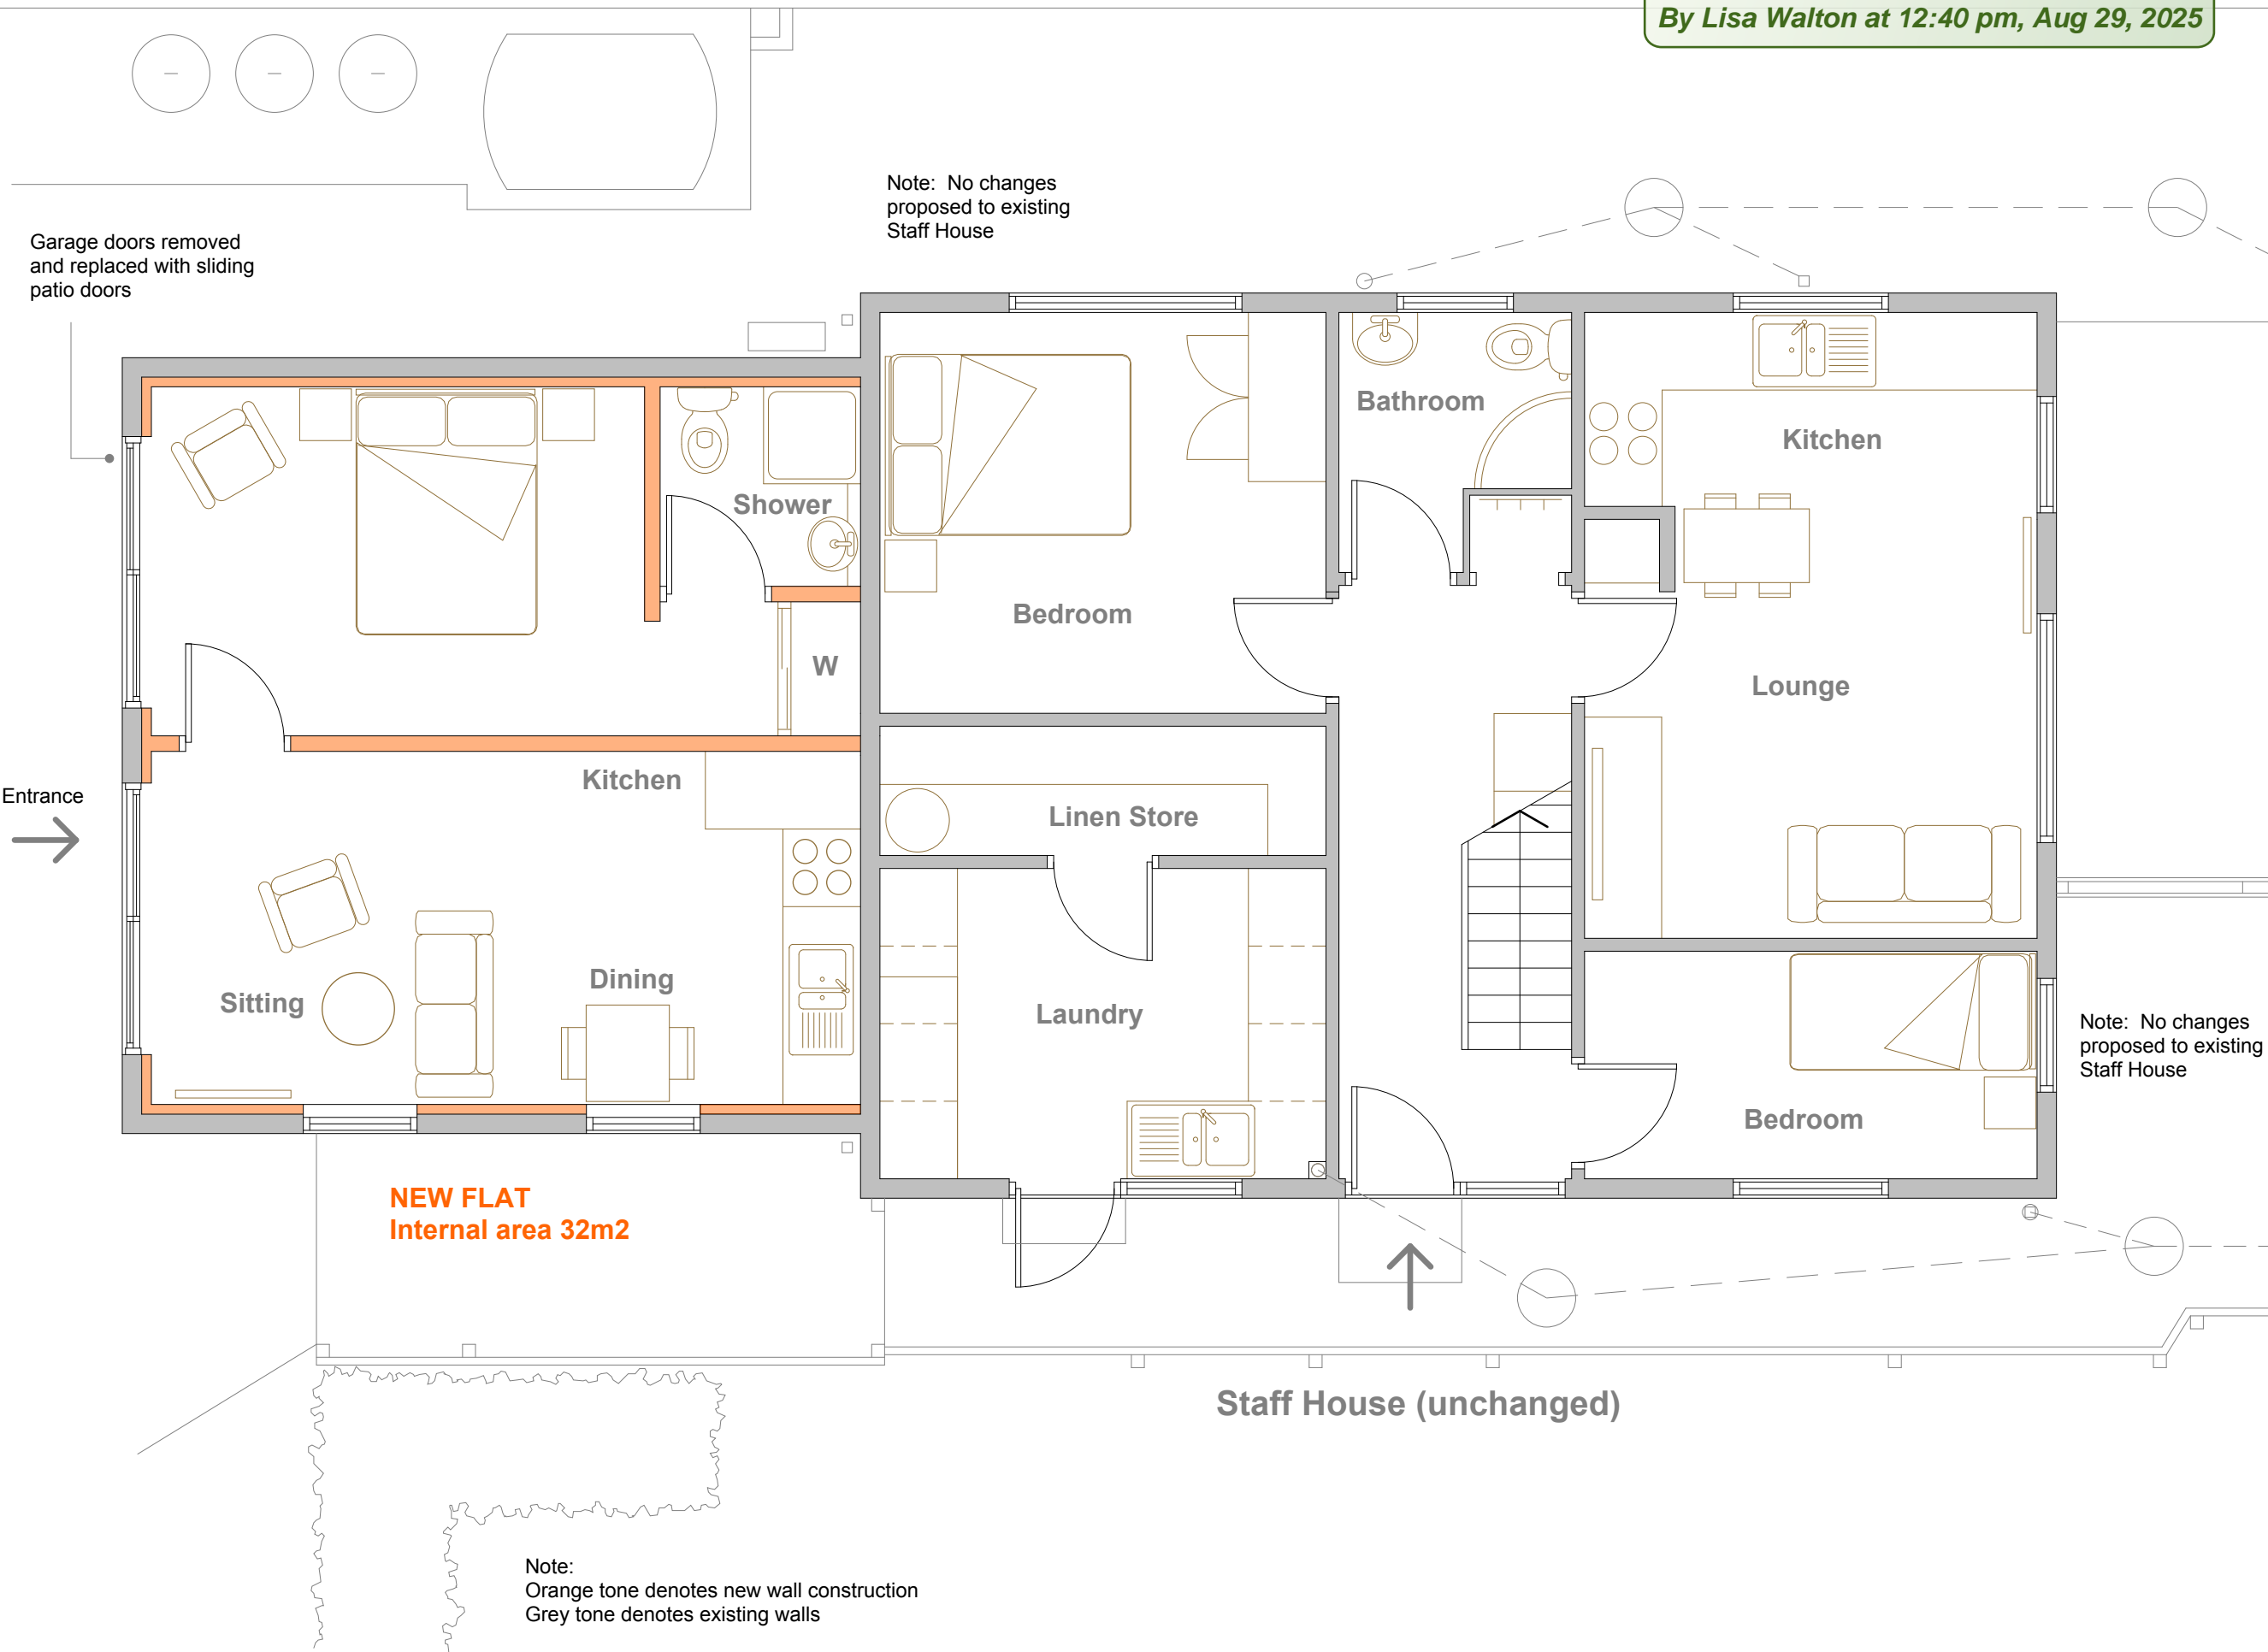 By Lisa Walton at 12:40 pm, Aug 29, 2025
Note: No changes
proposed to existing
Staff House
Garage doors removed
and replaced with sliding
patio doors
Bathroom
Kitchen
Shower
Bedroom
W
Lounge
Kitchen
Entrance
Linen Store
Dining
Sitting
Laundry
Note: No changes
proposed to existing
Staff House
Bedroom
NEW FLAT
Internal area 32m2
Staff House (unchanged)
Note:
Orange tone denotes new wall construction
Grey tone denotes existing walls